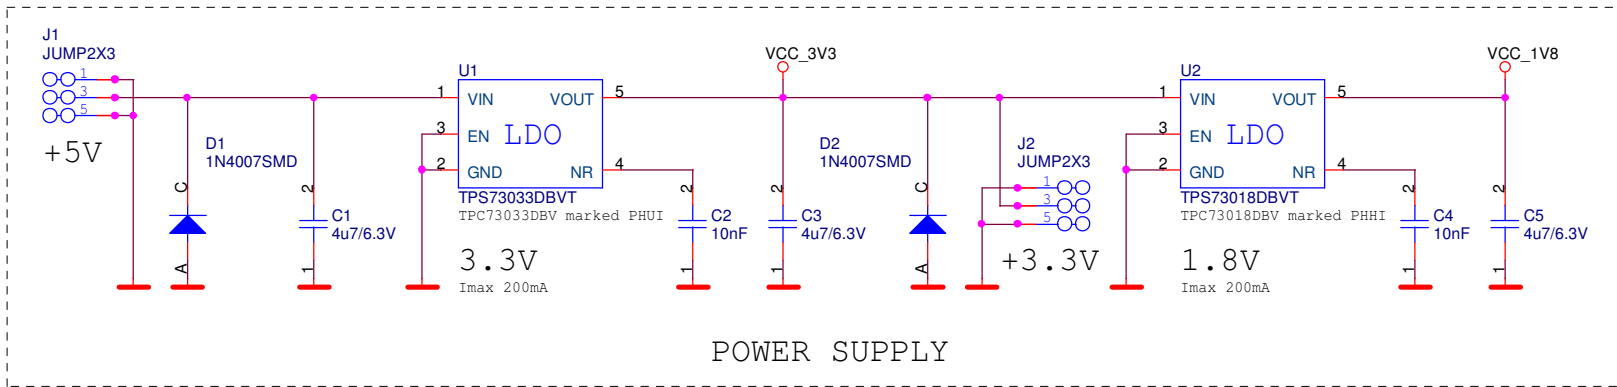 J1
JUMP2X3
1
3
5
+5V
D1
1N4007SMD
C
A
2
C1
4u7/6.3V
1
U1
1 VIN VOUT 5
3 EN LDO
2 GND NR 4
TPS73033DBVT
TPC73033DBV marked PHUI
3.3V
Imax 200mA
2
C2
10nF
1
VCC_3V3
2
C3
4u7/6.3V
1
D2
1N4007SMD
C
A
J2
JUMP2X3
1
3
5
+3.3V
U2
1 VIN VOUT 5
3 EN LDO
2 GND NR 4
TPS73018DBVT
TPC73018DBV marked PHHI
1.8V
Imax 200mA
2
C4
10nF
1
VCC_1V8
2
C5
4u7/6.3V
1
POWER SUPPLY